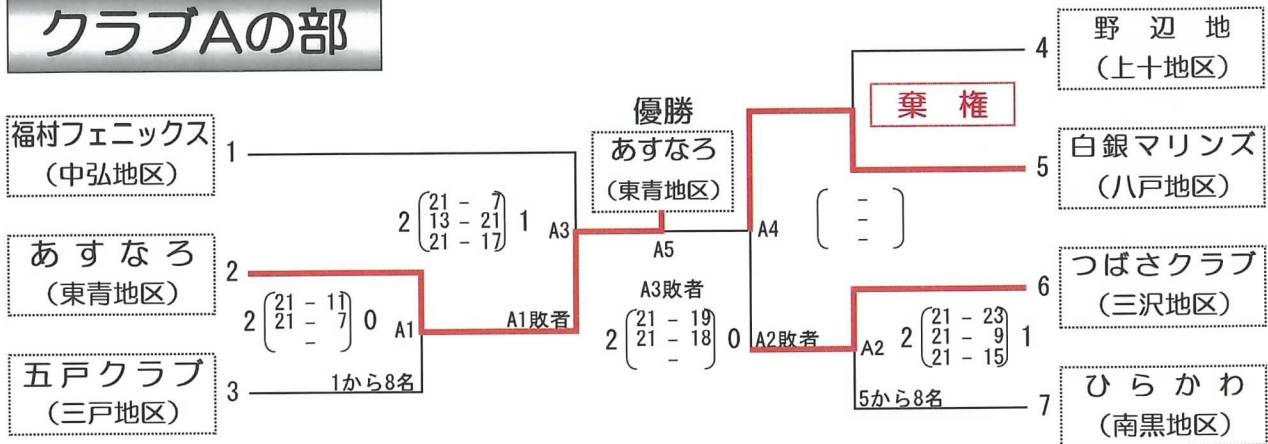 クラブAの部
福村フェニックス
(中弘地区)
1
あすなろ
(東青地区)
2
五戸クラブ
(三戸地区)
3
2 21 - 11 0
21 - 7
-
A1
1から8名
A1敗者
2 21 - 7 1
13 - 21
21 - 17
A3
優勝
あすなろ
(東青地区)
A5
A3敗者
2 21 - 19 0
21 - 18
-
A4
-
-
-
棄権
A2敗者
A2
2 21 - 23 1
21 - 9
21 - 15
5から8名
4
野辺地
(上十地区)
5
白銀マリンズ
(八戸地区)
6
つばさクラブ
(三沢地区)
7
ひらかわ
(南黒地区)